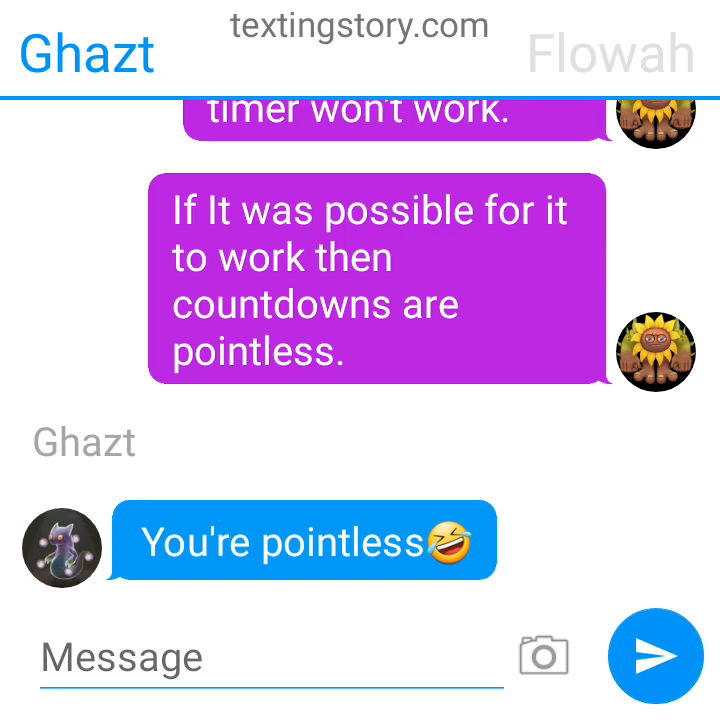 textingstory.com
Ghazt
Flowah
timer won't work.
If It was possible for it
to work then
countdowns are
pointless.
Ghazt
You're pointless🤣
Message